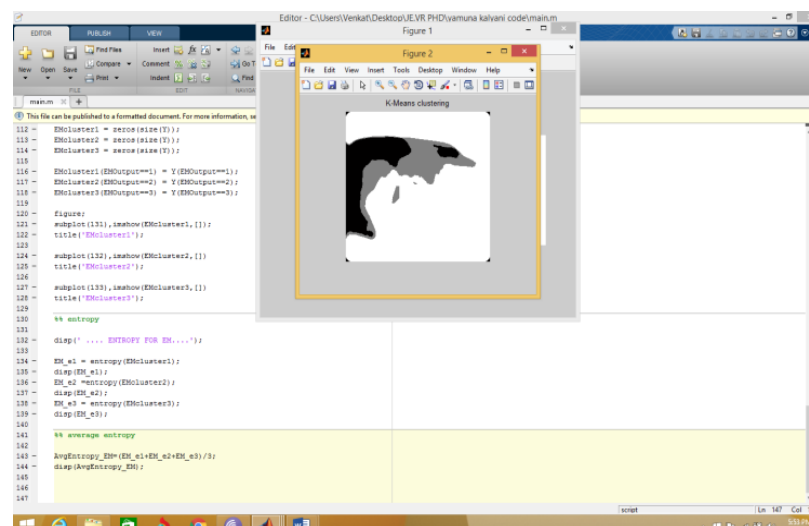 Editor - C:\Users\Venkat\Desktop\JE.VR PHD\vamuna kalyani code\main.m
EDITOR PUBLISH VIEW
Figure 1
Figure 2
File Edit View Insert Tools Desktop Window Help
New Open Save
Find Files
Compare
Print
Insert
Comment
Indent
Go T
Find
FILE EDIT
File Edit
main.m
This file can be published to a formatted document. For more information, se
K-Means clustering
112 EMcluster1 = zeros(size(Y));
113 EMcluster2 = zeros(size(Y));
114 EMcluster3 = zeros(size(Y));
115
116 EMcluster1(EMOutput==1) = Y(EMOutput==1);
117 EMcluster2(EMOutput==2) = Y(EMOutput==2);
118 EMcluster3(EMOutput==3) = Y(EMOutput==3);
119
120 figure;
121 subplot(131),imshow(EMcluster1,[]);
122 title('EMcluster1');
123
124 subplot(132),imshow(EMcluster2,[])
125 title('EMcluster2');
126
127 subplot(133),imshow(EMcluster3,[])
128 title('EMcluster3');
129
130 %% entropy
131
132 disp(' .... ENTROPY FOR EM....');
133
134 EM_e1 = entropy(EMcluster1);
135 disp(EM_e1);
136 EM_e2 =entropy(EMcluster2);
137 disp(EM_e2);
138 EM_e3 = entropy(EMcluster3);
139 disp(EM_e3);
140
141 %% average entropy
142
143 AvgEntropy_EM=(EM_e1+EM_e2+EM_e3)/3;
144 disp(AvgEntropy_EM);
145
146
147
script Ln 147 Col